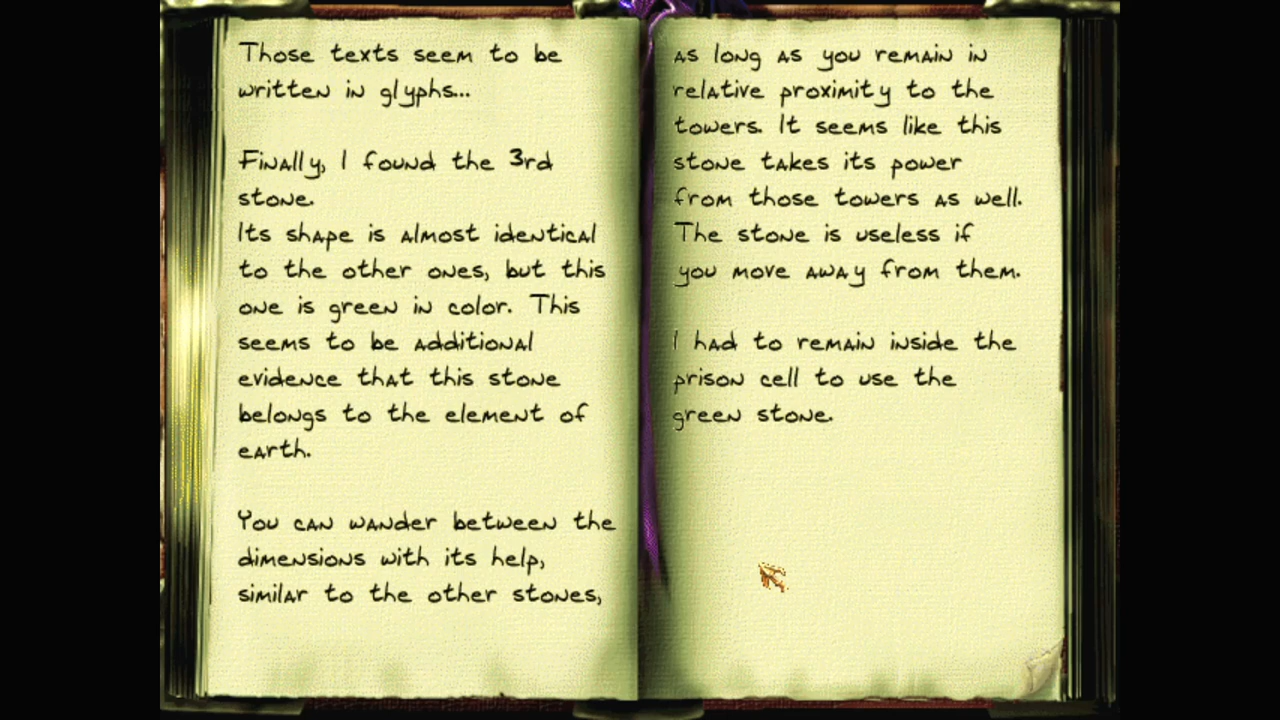 Those texts seem to be
written in glyphs...
Finally, I found the 3rd
stone.
Its shape is almost identical
to the other ones, but this
one is green in color. This
seems to be additional
evidence that this stone
belongs to the element of
earth.
You can wander between the
dimensions with its help,
similar to the other stones,
as long as you remain in
relative proximity to the
towers. It seems like this
stone takes its power
from those towers as well.
The stone is useless if
you move away from them.
I had to remain inside the
prison cell to use the
green stone.